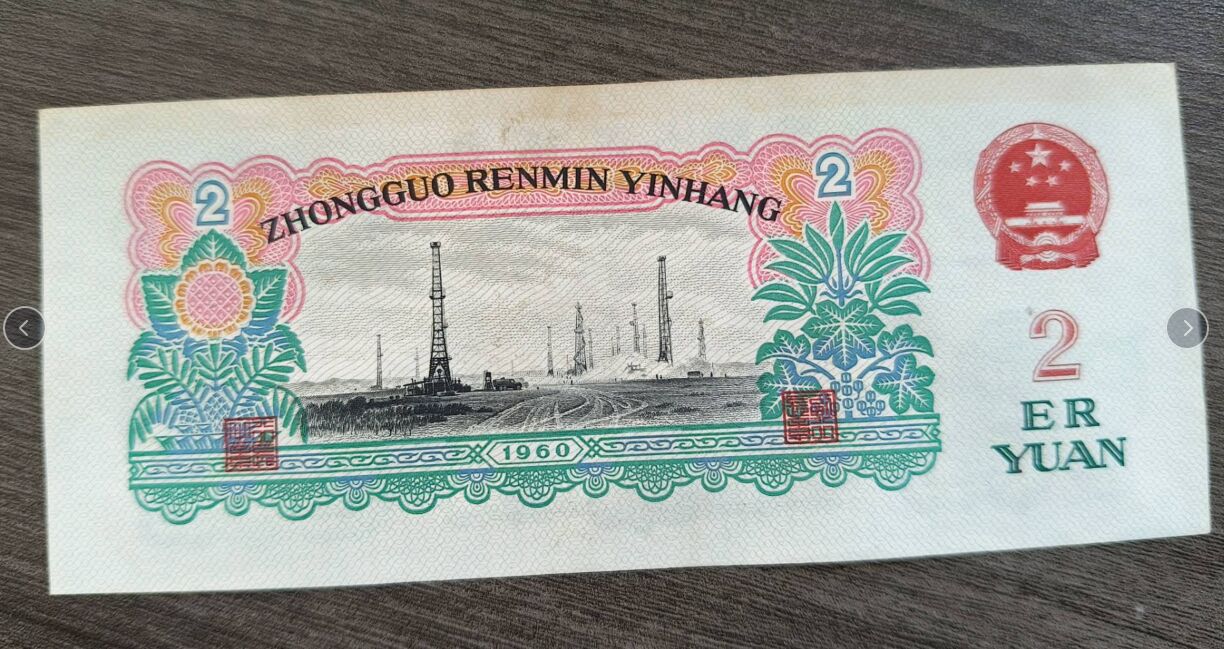 ZHONGGUO RENMIN YINHANG
2
2
1960
2
ER
YUAN